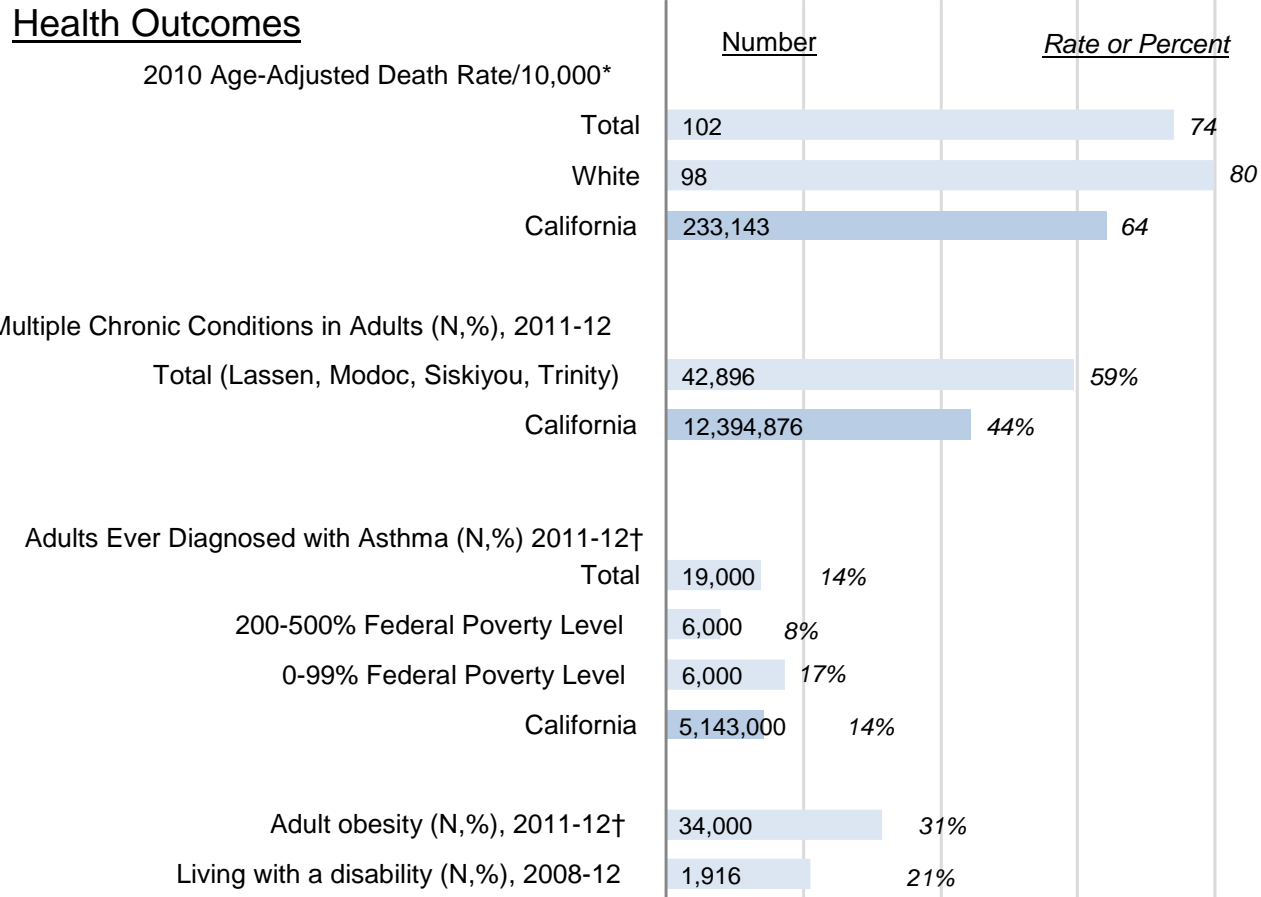 Health Outcomes
Number Rate or Percent
2010 Age-Adjusted Death Rate/10,000*
Total 102 74
White 98 80
California 233,143 64
Multiple Chronic Conditions in Adults (N,%), 2011-12
Total (Lassen, Modoc, Siskiyou, Trinity) 42,896 59%
California 12,394,876 44%
Adults Ever Diagnosed with Asthma (N,%) 2011-12†
Total 19,000 14%
200-500% Federal Poverty Level 6,000 8%
0-99% Federal Poverty Level 6,000 17%
California 5,143,000 14%
Adult obesity (N,%), 2011-12† 34,000 31%
Living with a disability (N,%), 2008-12 1,916 21%